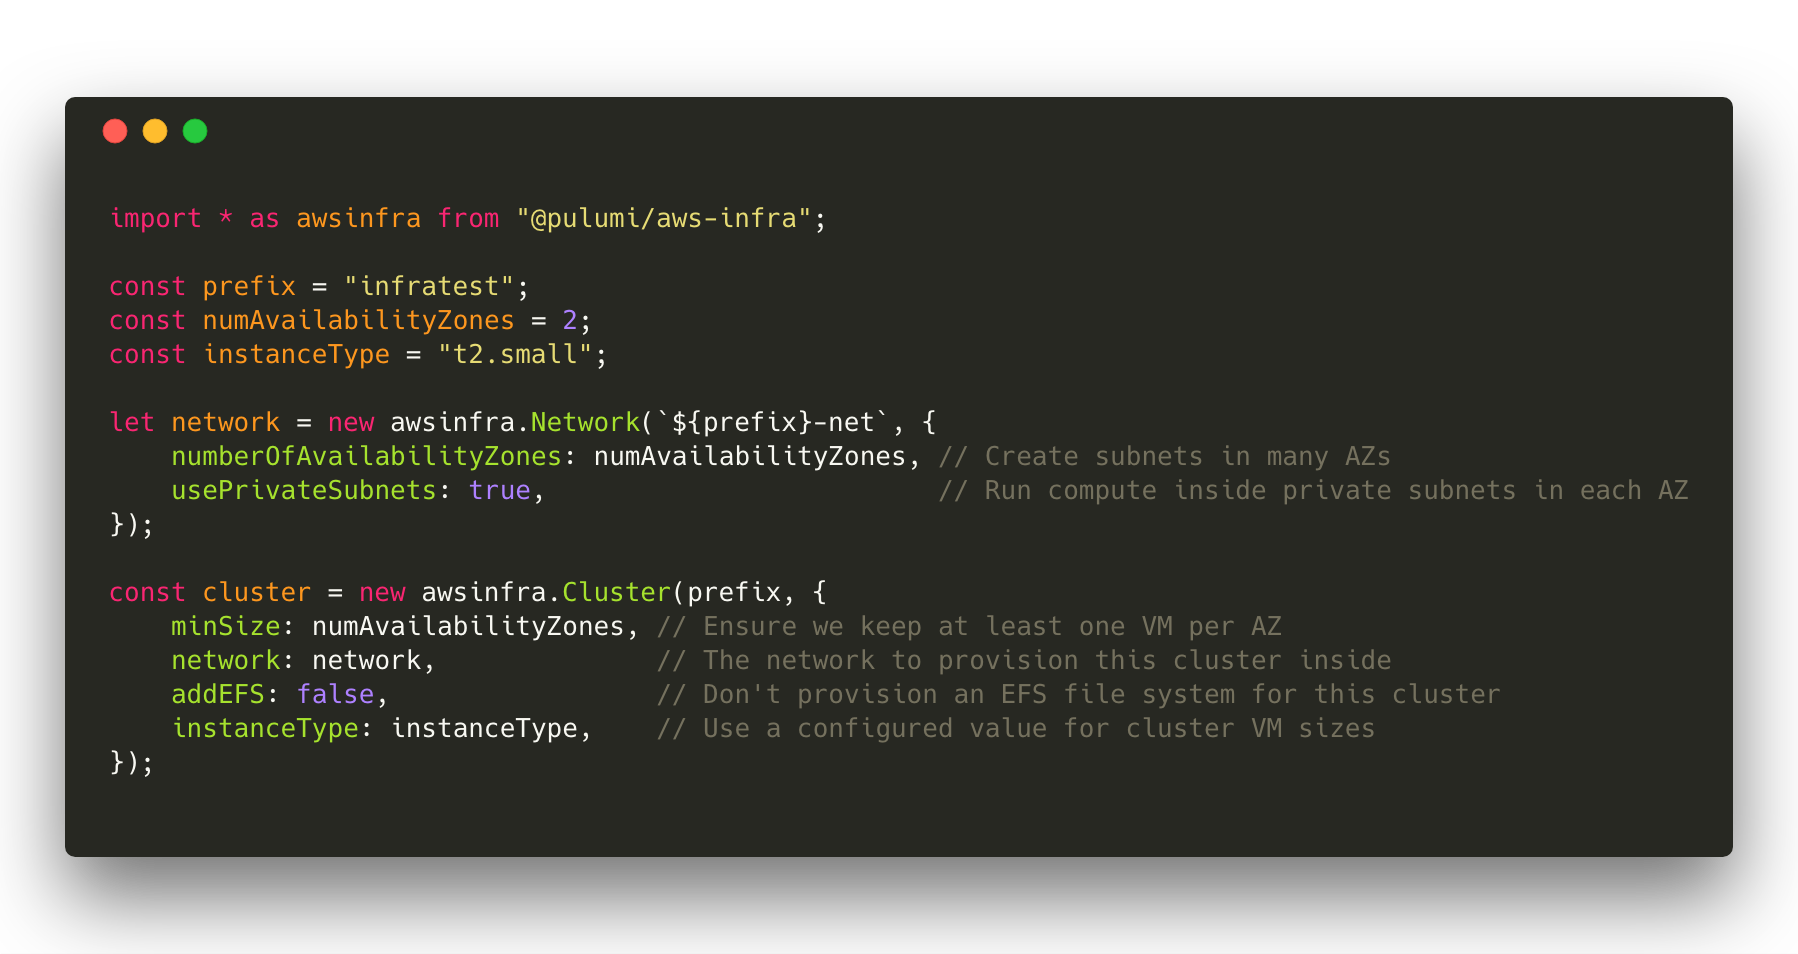 import * as awsinfra from "@pulumi/aws-infra";

const prefix = "infratest";
const numAvailabilityZones = 2;
const instanceType = "t2.small";

let network = new awsinfra.Network(`${prefix}-net`, {
    numberOfAvailabilityZones: numAvailabilityZones, // Create subnets in many AZs
    usePrivateSubnets: true,                         // Run compute inside private subnets in each AZ
});

const cluster = new awsinfra.Cluster(prefix, {
    minSize: numAvailabilityZones, // Ensure we keep at least one VM per AZ
    network: network,              // The network to provision this cluster inside
    addEFS: false,                 // Don't provision an EFS file system for this cluster
    instanceType: instanceType,    // Use a configured value for cluster VM sizes
});